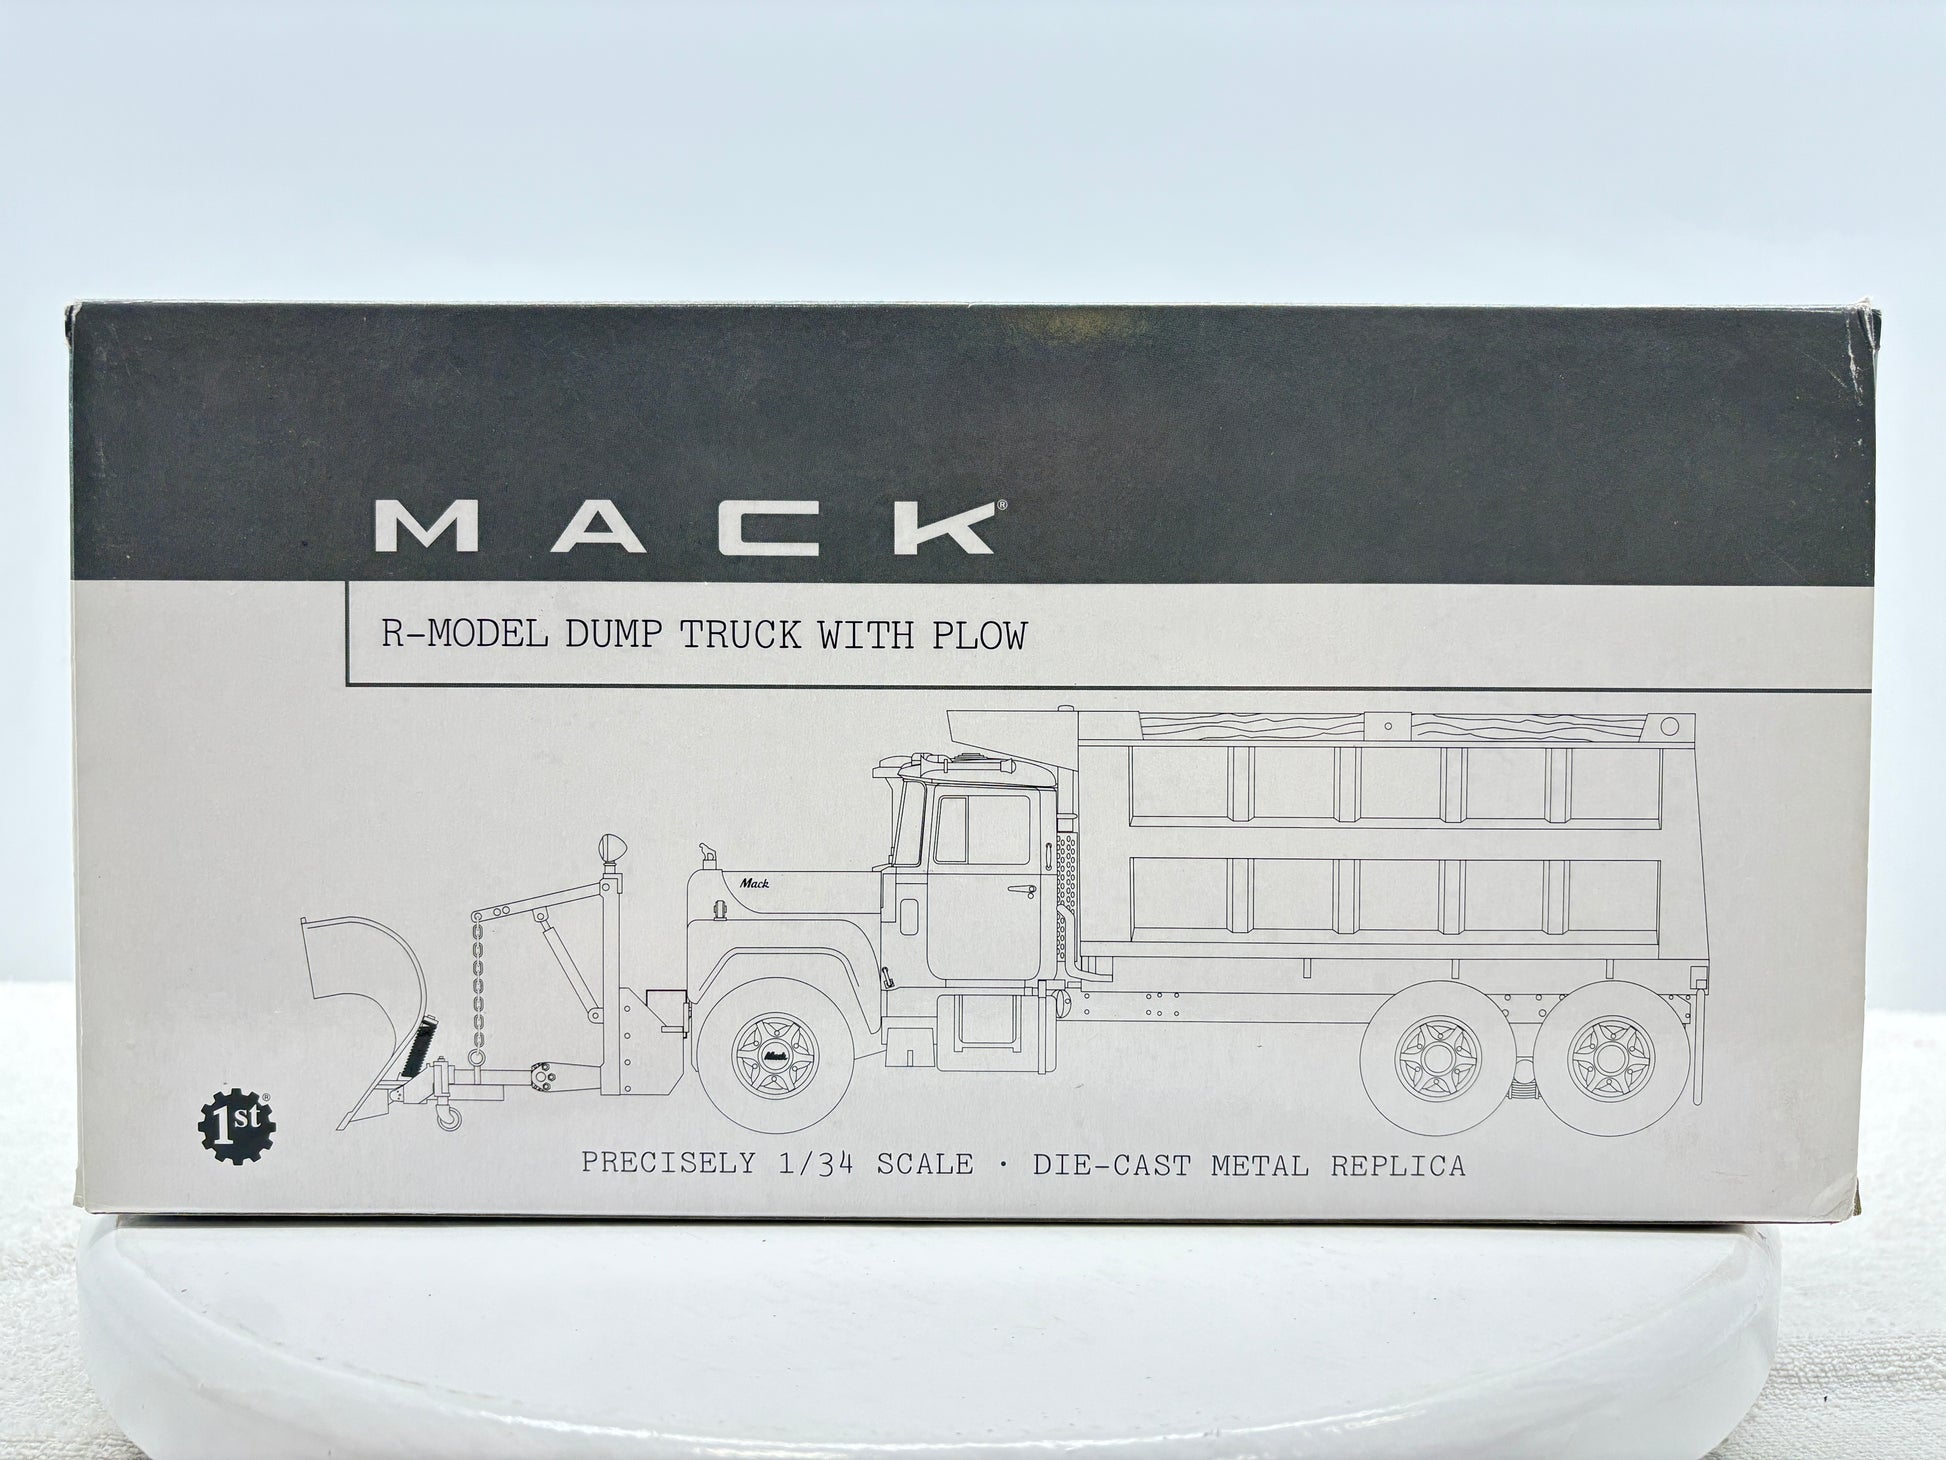 MACK®
R-MODEL DUMP TRUCK WITH PLOW
Mack
Mack
1st®
PRECISELY 1/34 SCALE · DIE-CAST METAL REPLICA